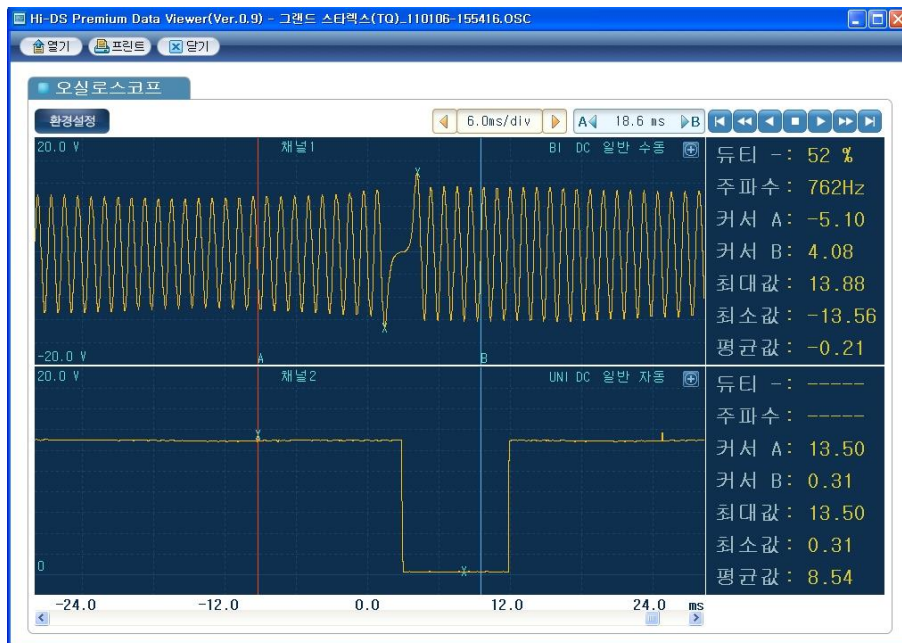 Hi-DS Premium Data Viewer(Ver.0.9) - 그랜드 스타렉스(TQ)_110106-155416.OSC
열기 프린트 닫기
오실로스코프
환경설정 6.0ms/div A 18.6 ms B
20.0 V 채널1 BI DC 일반 수동
듀티 -: 52 %
주파수: 762Hz
커서 A: -5.10
커서 B: 4.08
최대값: 13.88
최소값: -13.56
평균값: -0.21
-20.0 V A B
20.0 V 채널2 UNI DC 일반 자동
듀티 -: -----
주파수: -----
커서 A: 13.50
커서 B: 0.31
최대값: 13.50
최소값: 0.31
평균값: 8.54
0
-24.0 -12.0 0.0 12.0 24.0 ms